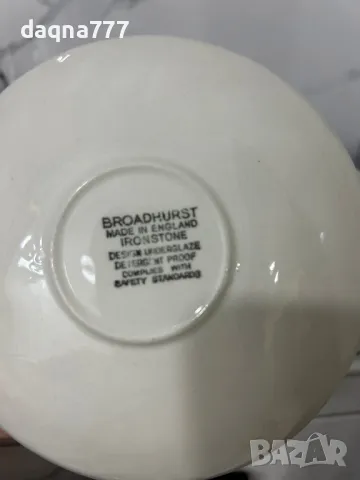 daqna777
BROADHURST
MADE IN ENGLAND
IRONSTONE
DESIGN UNDERGLAZE
DETERGENT PROOF
COMPLIES WITH
SAFETY STANDARDS
BAZAR